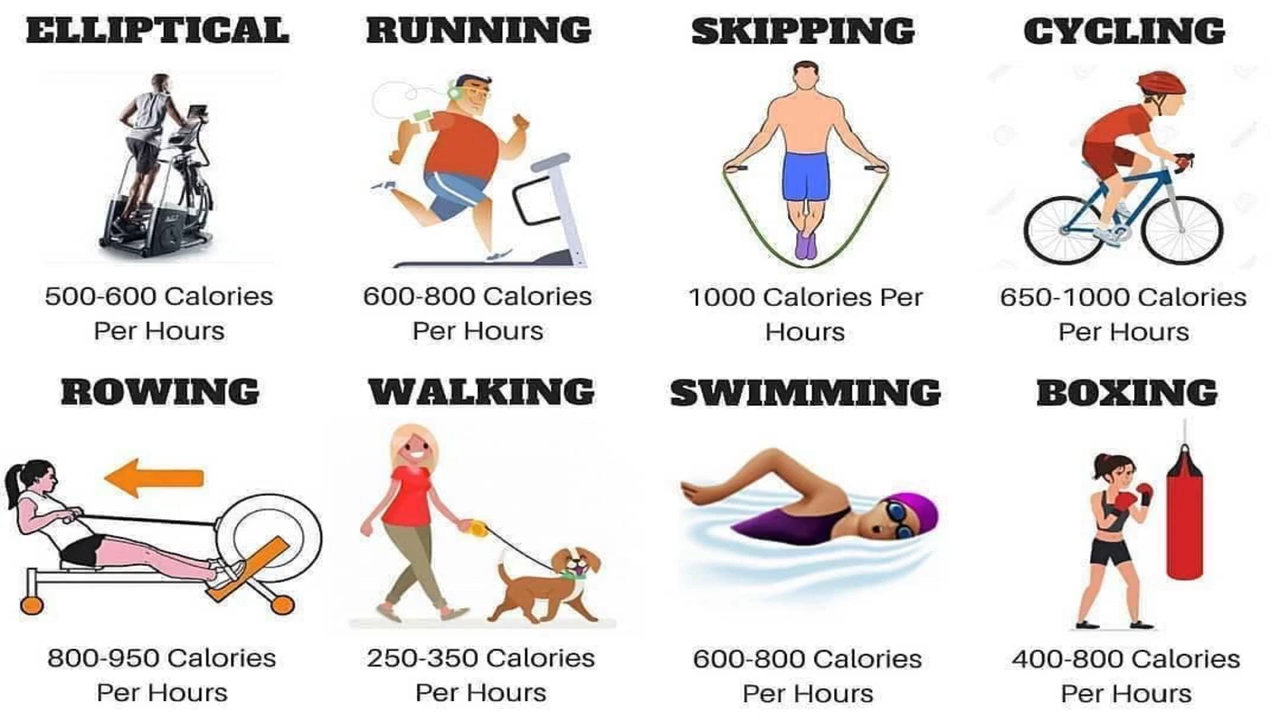 ELLIPTICAL
RUNNING
SKIPPING
CYCLING
500-600 Calories
Per Hours
600-800 Calories
Per Hours
1000 Calories Per
Hours
650-1000 Calories
Per Hours
ROWING
WALKING
SWIMMING
BOXING
800-950 Calories
Per Hours
250-350 Calories
Per Hours
600-800 Calories
Per Hours
400-800 Calories
Per Hours